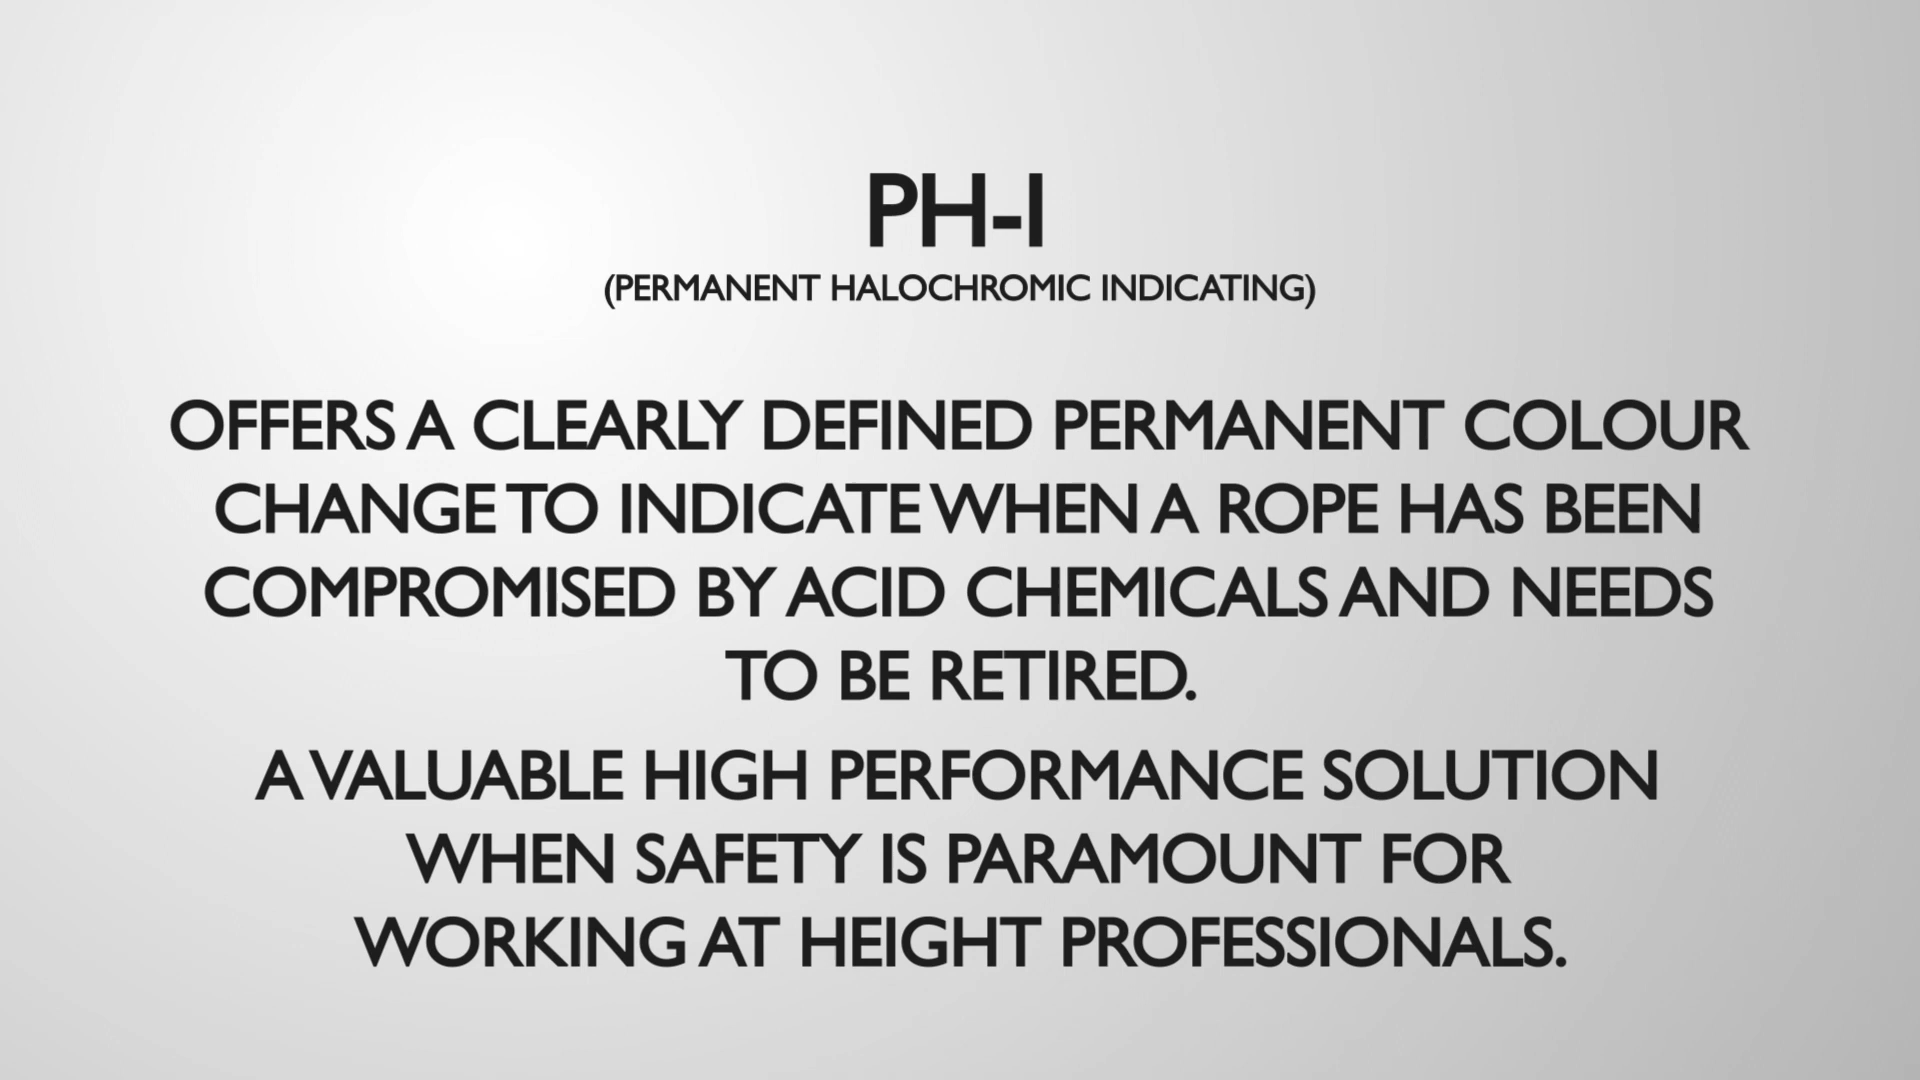 PH-I
(PERMANENT HALOCHROMIC INDICATING)
OFFERS A CLEARLY DEFINED PERMANENT COLOUR
CHANGE TO INDICATE WHEN A ROPE HAS BEEN
COMPROMISED BY ACID CHEMICALS AND NEEDS
TO BE RETIRED.
A VALUABLE HIGH PERFORMANCE SOLUTION
WHEN SAFETY IS PARAMOUNT FOR
WORKING AT HEIGHT PROFESSIONALS.